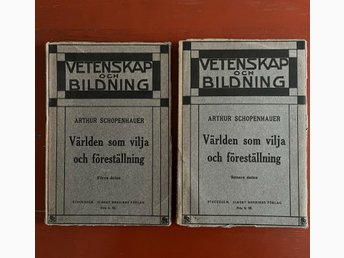 VETENSKAP
OCH
BILDNING
ARTHUR SCHOPENHAUER
Världen som vilja
och föreställning
Förra delen
STOCKHOLM, ALBERT BONNIERS FÖRLAG
VETENSKAP
OCH
BILDNING
ARTHUR SCHOPENHAUER
Världen som vilja
och föreställning
Senare delen
STOCKHOLM, ALBERT BONNIERS FÖRLAG